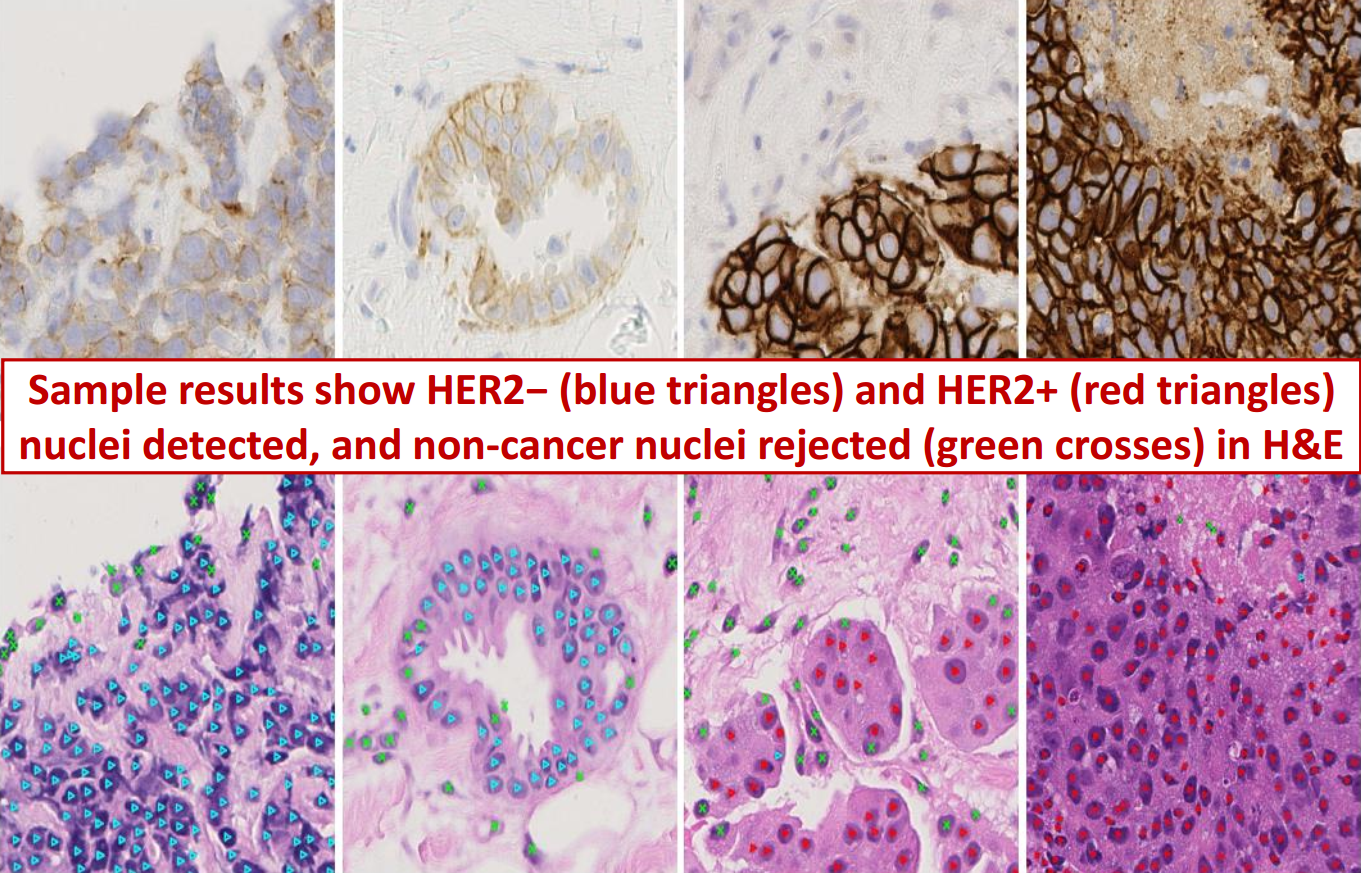 Sample results show HER2− (blue triangles) and HER2+ (red triangles)
nuclei detected, and non-cancer nuclei rejected (green crosses) in H&E